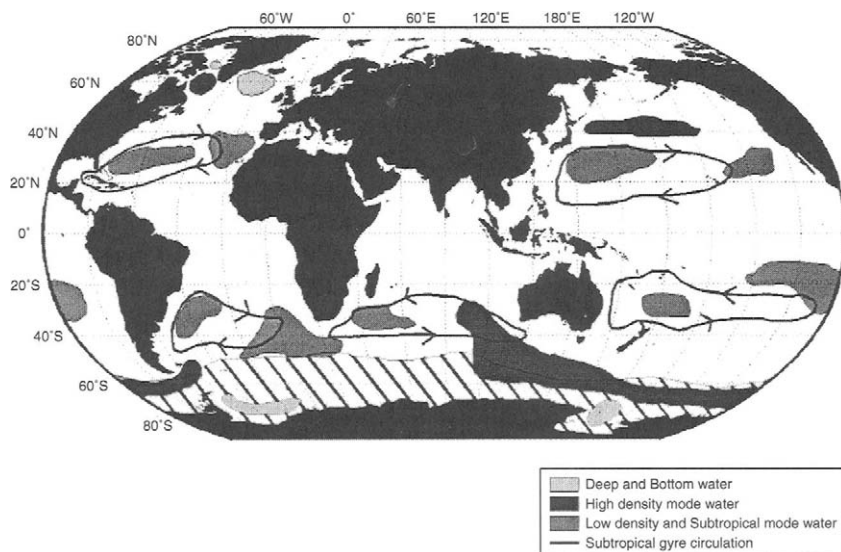 60˚W 0˚ 60˚E 120˚E 180˚E 120˚W
80˚N
60˚N
40˚N
20˚N
0˚
20˚S
40˚S
60˚S
80˚S
Deep and Bottom water
High density mode water
Low density and Subtropical mode water
Subtropical gyre circulation